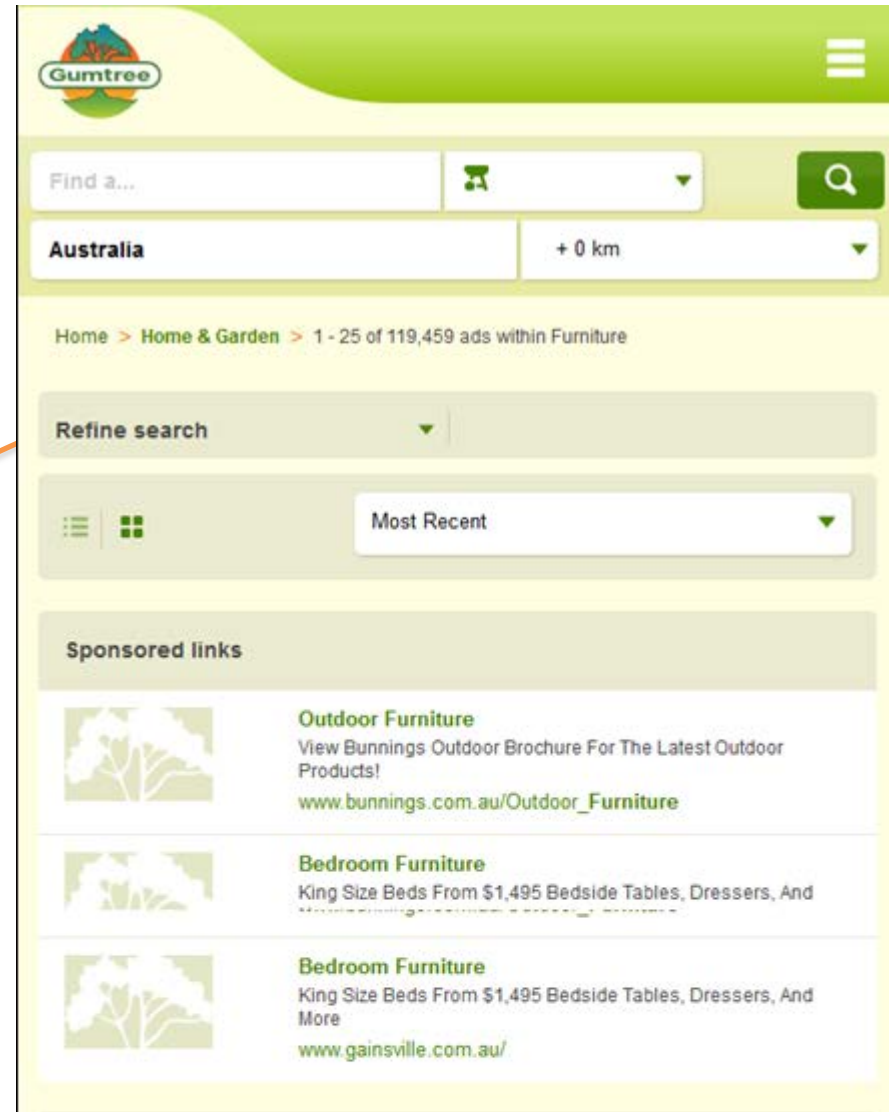 Gumtree
Find a...
Australia
+ 0 km
Home > Home & Garden > 1 - 25 of 119,459 ads within Furniture
Refine search
Most Recent
Sponsored links
Outdoor Furniture
View Bunnings Outdoor Brochure For The Latest Outdoor
Products!
www.bunnings.com.au/Outdoor_Furniture
Bedroom Furniture
King Size Beds From $1,495 Bedside Tables, Dressers, And
Bedroom Furniture
King Size Beds From $1,495 Bedside Tables, Dressers, And
More
www.gainsville.com.au/